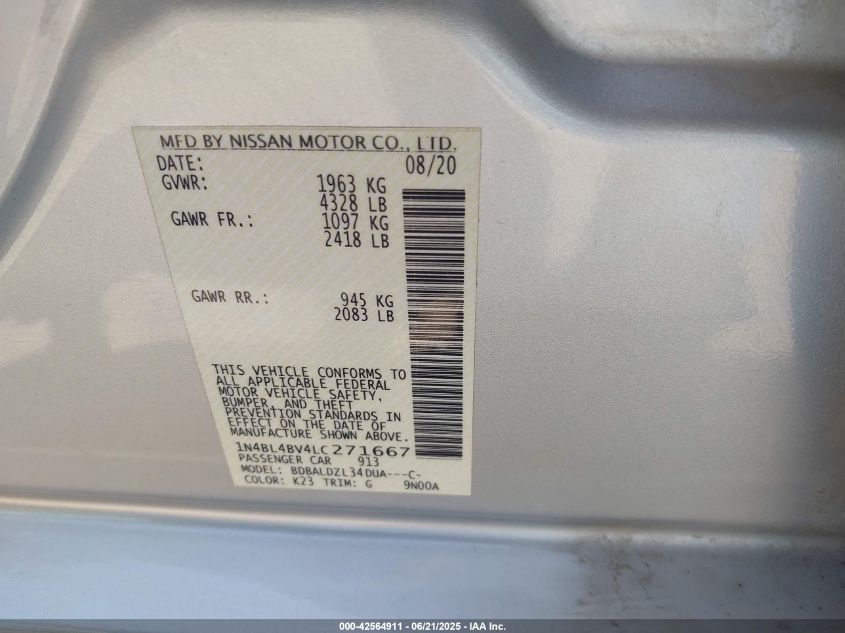 MFD BY NISSAN MOTOR CO., LTD.
DATE: 08/20
GVWR: 1963 KG
4328 LB
GAWR FR.: 1097 KG
2418 LB
GAWR RR.: 945 KG
2083 LB
THIS VEHICLE CONFORMS TO
ALL APPLICABLE FEDERAL
MOTOR VEHICLE SAFETY,
BUMPER, AND THEFT
PREVENTION STANDARDS IN
EFFECT ON THE DATE OF
MANUFACTURE SHOWN ABOVE.
1N4BL4BV4LC271667
PASSENGER CAR 913
MODEL: BDBALDZL34DUA---C-
COLOR: K23 TRIM: G 9N00A
000-42564911 - 06/21/2025 - IAA Inc.